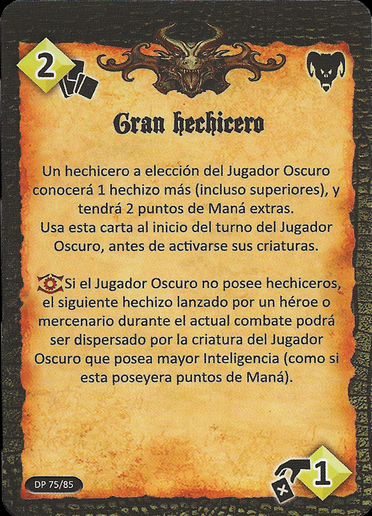 2
Gran hechicero
Un hechicero a elección del Jugador Oscuro
conocerá 1 hechizo más (incluso superiores), y
tendrá 2 puntos de Maná extras.
Usa esta carta al inicio del turno del Jugador
Oscuro, antes de activarse sus criaturas.
Si el Jugador Oscuro no posee hechiceros,
el siguiente hechizo lanzado por un héroe o
mercenario durante el actual combate podrá
ser dispersado por la criatura del Jugador
Oscuro que posea mayor Inteligencia (como si
esta poseyera puntos de Maná).
DP 75/85
1